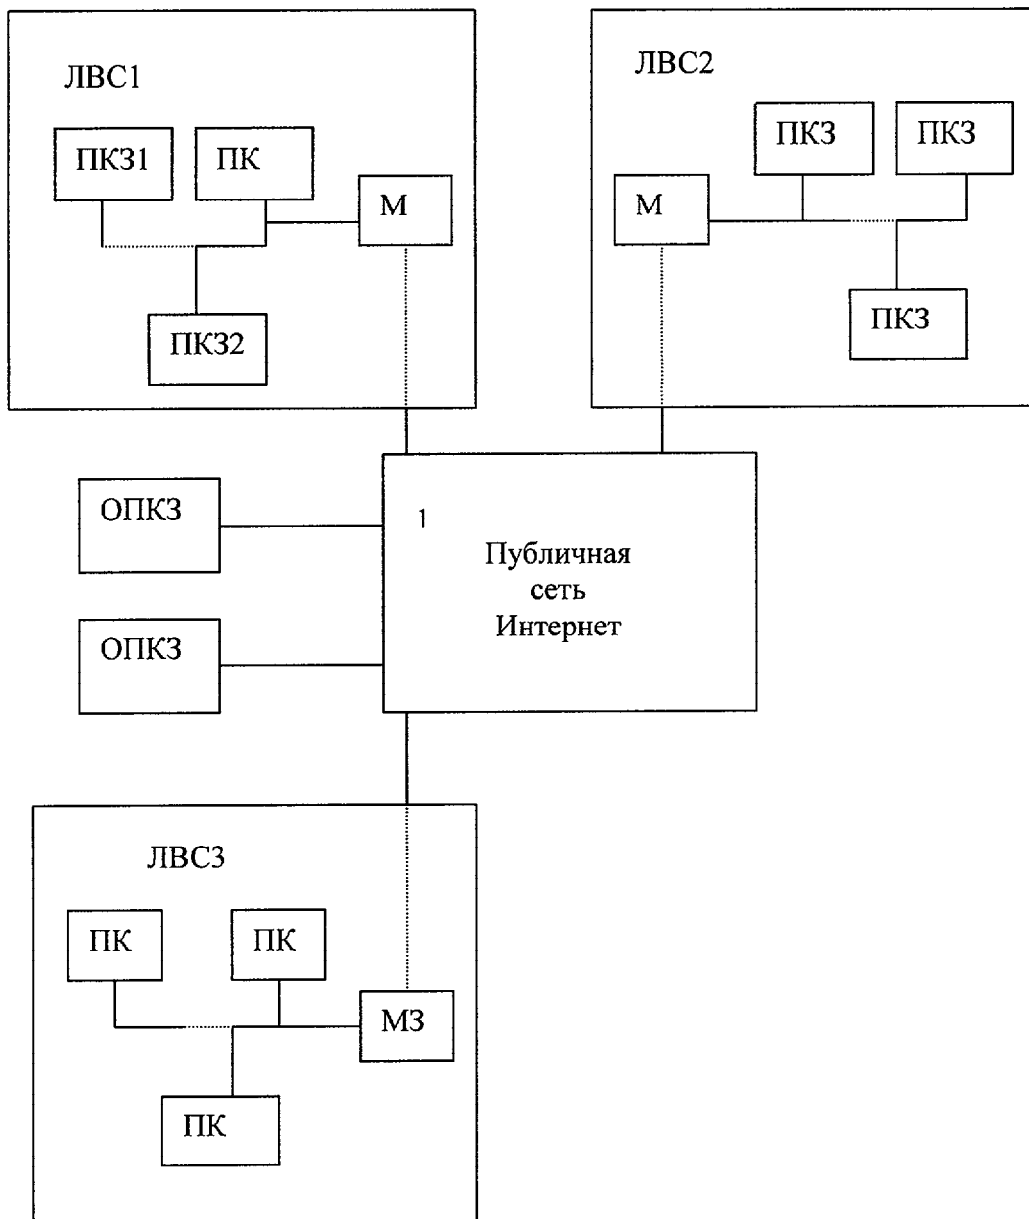 ЛВС1
ПКЗ1
ПК
М
ПКЗ2
ЛВС2
ПКЗ
ПКЗ
М
ПКЗ
ОПКЗ
ОПКЗ
1
Публичная
сеть
Интернет
ЛВС3
ПК
ПК
МЗ
ПК